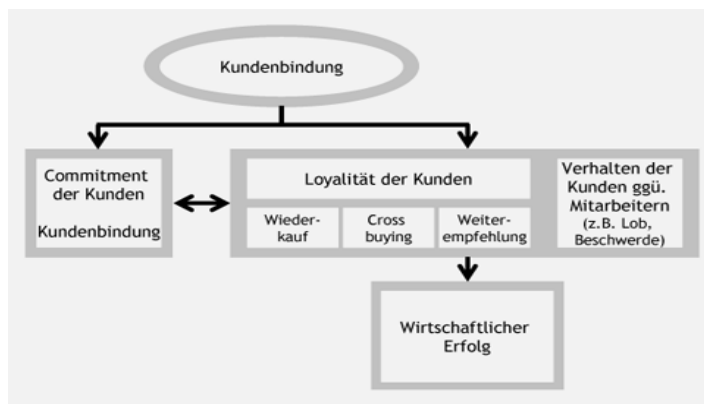 Kundenbindung
Commitment
der Kunden
Kundenbindung
Loyalität der Kunden
Wieder-
kauf
Cross
buying
Weiter-
empfehlung
Verhalten der
Kunden ggü.
Mitarbeitern
(z.B. Lob,
Beschwerde)
Wirtschaftlicher
Erfolg